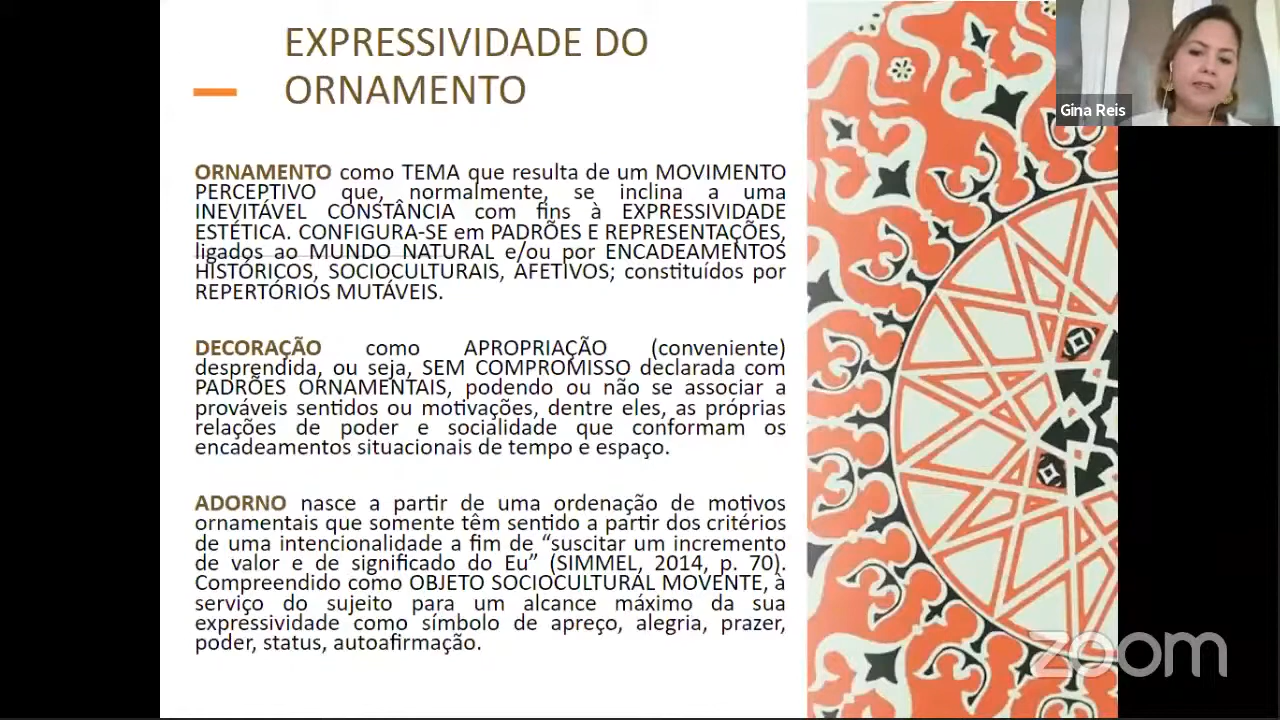 EXPRESSIVIDADE DO
ORNAMENTO
Gina Reis
ORNAMENTO como TEMA que resulta de um MOVIMENTO
PERCEPTIVO que, normalmente, se inclina a uma
INEVITÁVEL CONSTÂNCIA com fins à EXPRESSIVIDADE
ESTÉTICA. CONFIGURA-SE em PADRÕES E REPRESENTAÇÕES,
ligados ao MUNDO NATURAL e/ou por ENCADEAMENTOS
HISTÓRICOS, SOCIOCULTURAIS, AFETIVOS; constituídos por
REPERTÓRIOS MUTÁVEIS.
DECORAÇÃO como APROPRIAÇÃO (conveniente)
desprendida, ou seja, SEM COMPROMISSO declarada com
PADRÕES ORNAMENTAIS, podendo ou não se associar a
prováveis sentidos ou motivações, dentre eles, as próprias
relações de poder e socialidade que conformam os
encadeamentos situacionais de tempo e espaço.
ADORNO nasce a partir de uma ordenação de motivos
ornamentais que somente têm sentido a partir dos critérios
de uma intencionalidade a fim de “suscitar um incremento
de valor e de significado do Eu” (SIMMEL, 2014, p. 70).
Compreendido como OBJETO SOCIOCULTURAL MOVENTE, à
serviço do sujeito para um alcance máximo da sua
expressividade como símbolo de apreço, alegria, prazer,
poder, status, autoafirmação.
zoom